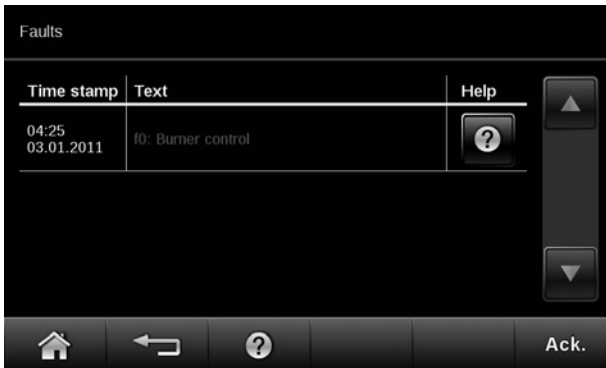 Faults
Time stamp Text Help
04:25
03.01.2011
f0: Burner control
?
? Ack.